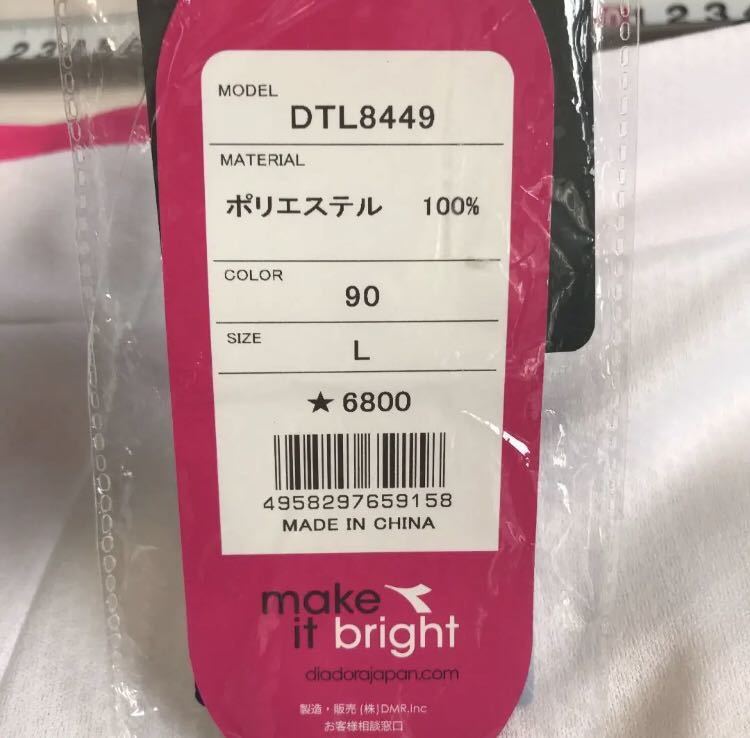 MODEL
DTL8449
MATERIAL
ポリエステル 100%
COLOR
90
SIZE
L
★6800
4958297659158
MADE IN CHINA
make
it bright
diadorajapan.com
製造・販売(株)DMR,Inc
お客様相談窓口